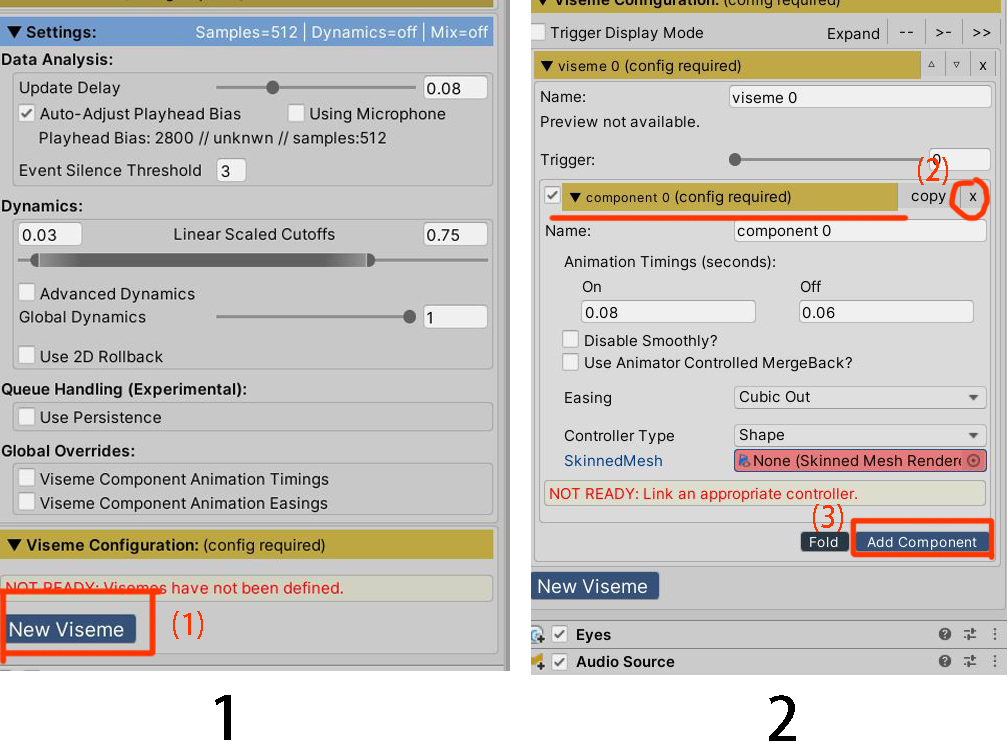 ▼ Settings: Samples=512 | Dynamics=off | Mix=off
Data Analysis:
Update Delay 0.08
Auto-Adjust Playhead Bias Using Microphone
Playhead Bias: 2800 // unknwn // samples:512
Event Silence Threshold 3
Dynamics:
0.03 Linear Scaled Cutoffs 0.75
Advanced Dynamics
Global Dynamics 1
Use 2D Rollback
Queue Handling (Experimental):
Use Persistence
Global Overrides:
Viseme Component Animation Timings
Viseme Component Animation Easings
▼ Viseme Configuration: (config required)
NOT READY: Visemes have not been defined.
New Viseme (1)
1
▼ Viseme Configuration: (config required)
Trigger Display Mode Expand -- >- >>
▼ viseme 0 (config required) x
Name: viseme 0
Preview not available.
Trigger: 0
(2)
▼ component 0 (config required) copy x
Name: component 0
Animation Timings (seconds):
On Off
0.08 0.06
Disable Smoothly?
Use Animator Controlled MergeBack?
Easing Cubic Out
Controller Type Shape
SkinnedMesh None (Skinned Mesh Rendere
NOT READY: Link an appropriate controller.
(3)
Fold Add Component
New Viseme
Eyes
Audio Source
2